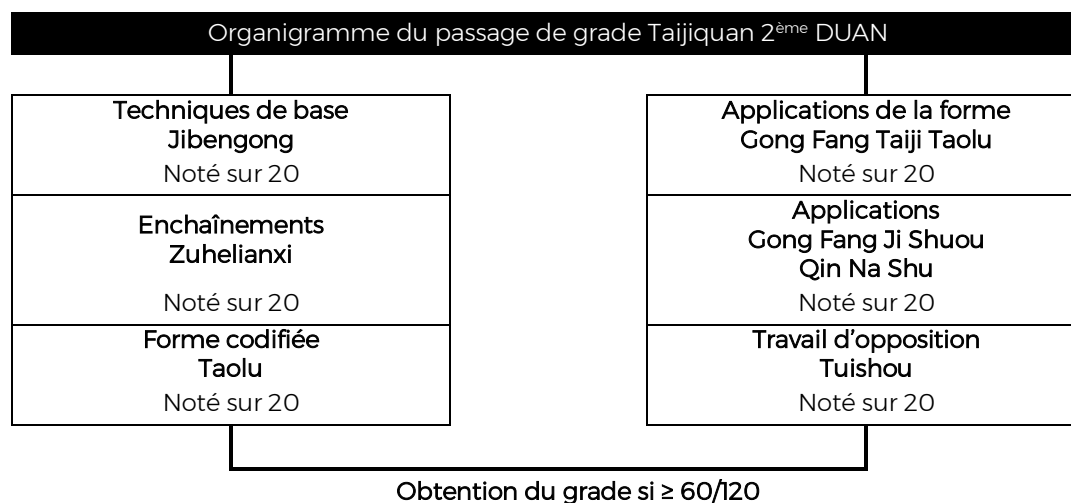 Organigramme du passage de grade Taijiquan 2ème DUAN
Techniques de base
Jibengong
Noté sur 20
Enchaînements
Zuhelianxi
Noté sur 20
Forme codifiée
Taolu
Noté sur 20
Applications de la forme
Gong Fang Taiji Taolu
Noté sur 20
Applications
Gong Fang Ji Shuou
Qin Na Shu
Noté sur 20
Travail d’opposition
Tuishou
Noté sur 20
Obtention du grade si ≥ 60/120